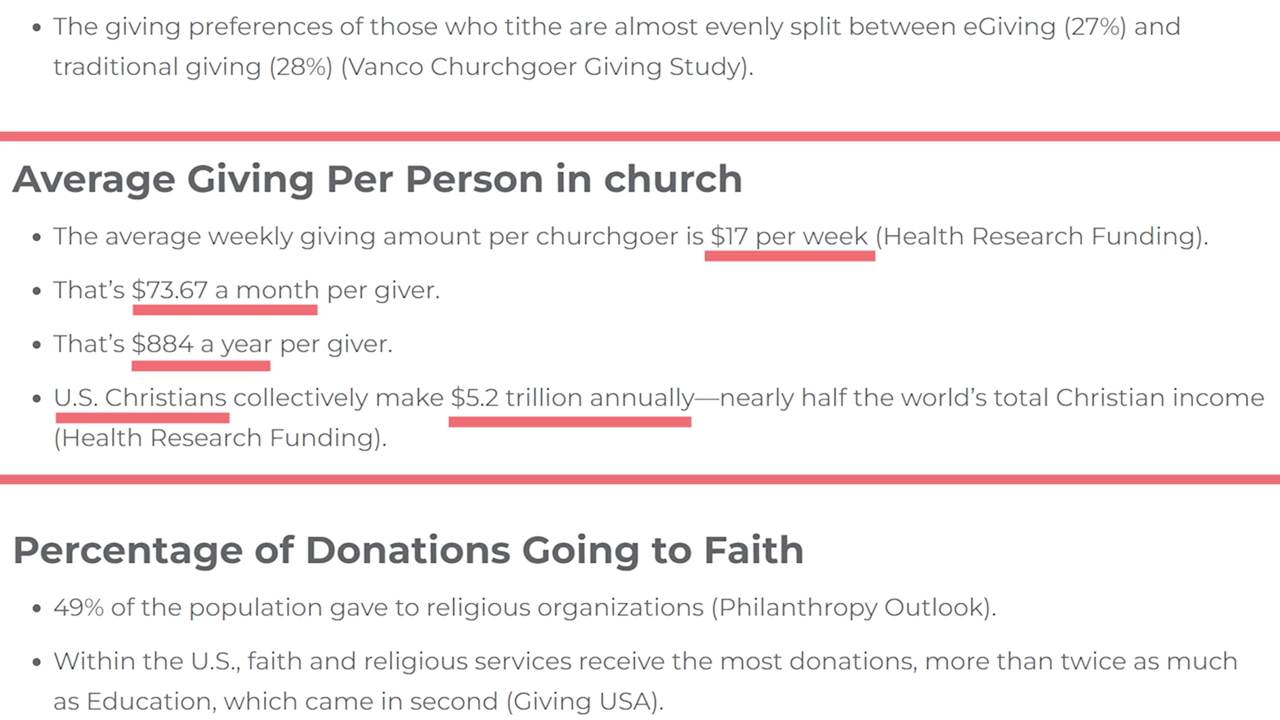 • The giving preferences of those who tithe are almost evenly split between eGiving (27%) and
traditional giving (28%) (Vanco Churchgoer Giving Study).
Average Giving Per Person in church
• The average weekly giving amount per churchgoer is $17 per week (Health Research Funding).
• That’s $73.67 a month per giver.
• That’s $884 a year per giver.
• U.S. Christians collectively make $5.2 trillion annually—nearly half the world’s total Christian income
(Health Research Funding).
Percentage of Donations Going to Faith
• 49% of the population gave to religious organizations (Philanthropy Outlook).
• Within the U.S., faith and religious services receive the most donations, more than twice as much
as Education, which came in second (Giving USA).